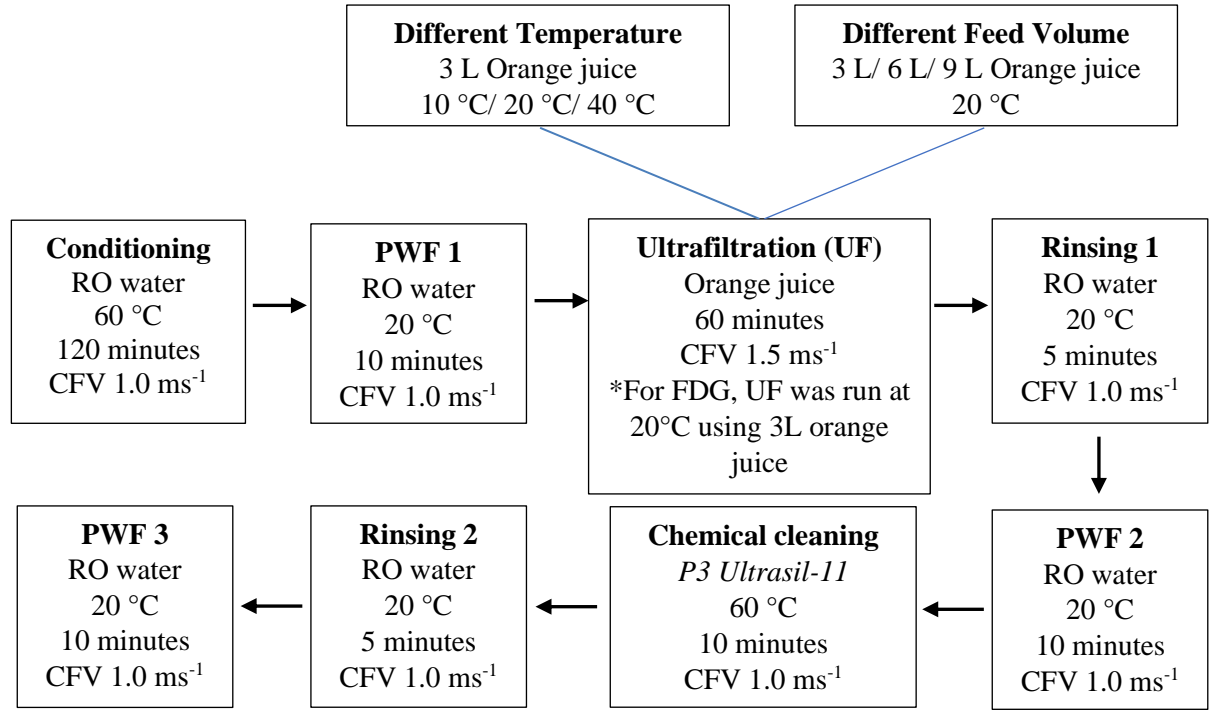 Different Temperature
3 L Orange juice
10 °C/ 20 °C/ 40 °C
Different Feed Volume
3 L/ 6 L/ 9 L Orange juice
20 °C
Conditioning
RO water
60 °C
120 minutes
CFV 1.0 ms⁻¹
PWF 1
RO water
20 °C
10 minutes
CFV 1.0 ms⁻¹
Ultrafiltration (UF)
Orange juice
60 minutes
CFV 1.5 ms⁻¹
*For FDG, UF was run at
20°C using 3L orange
juice
Rinsing 1
RO water
20 °C
5 minutes
CFV 1.0 ms⁻¹
PWF 2
RO water
20 °C
10 minutes
CFV 1.0 ms⁻¹
Chemical cleaning
P3 Ultrasil-11
60 °C
10 minutes
CFV 1.0 ms⁻¹
Rinsing 2
RO water
20 °C
5 minutes
CFV 1.0 ms⁻¹
PWF 3
RO water
20 °C
10 minutes
CFV 1.0 ms⁻¹